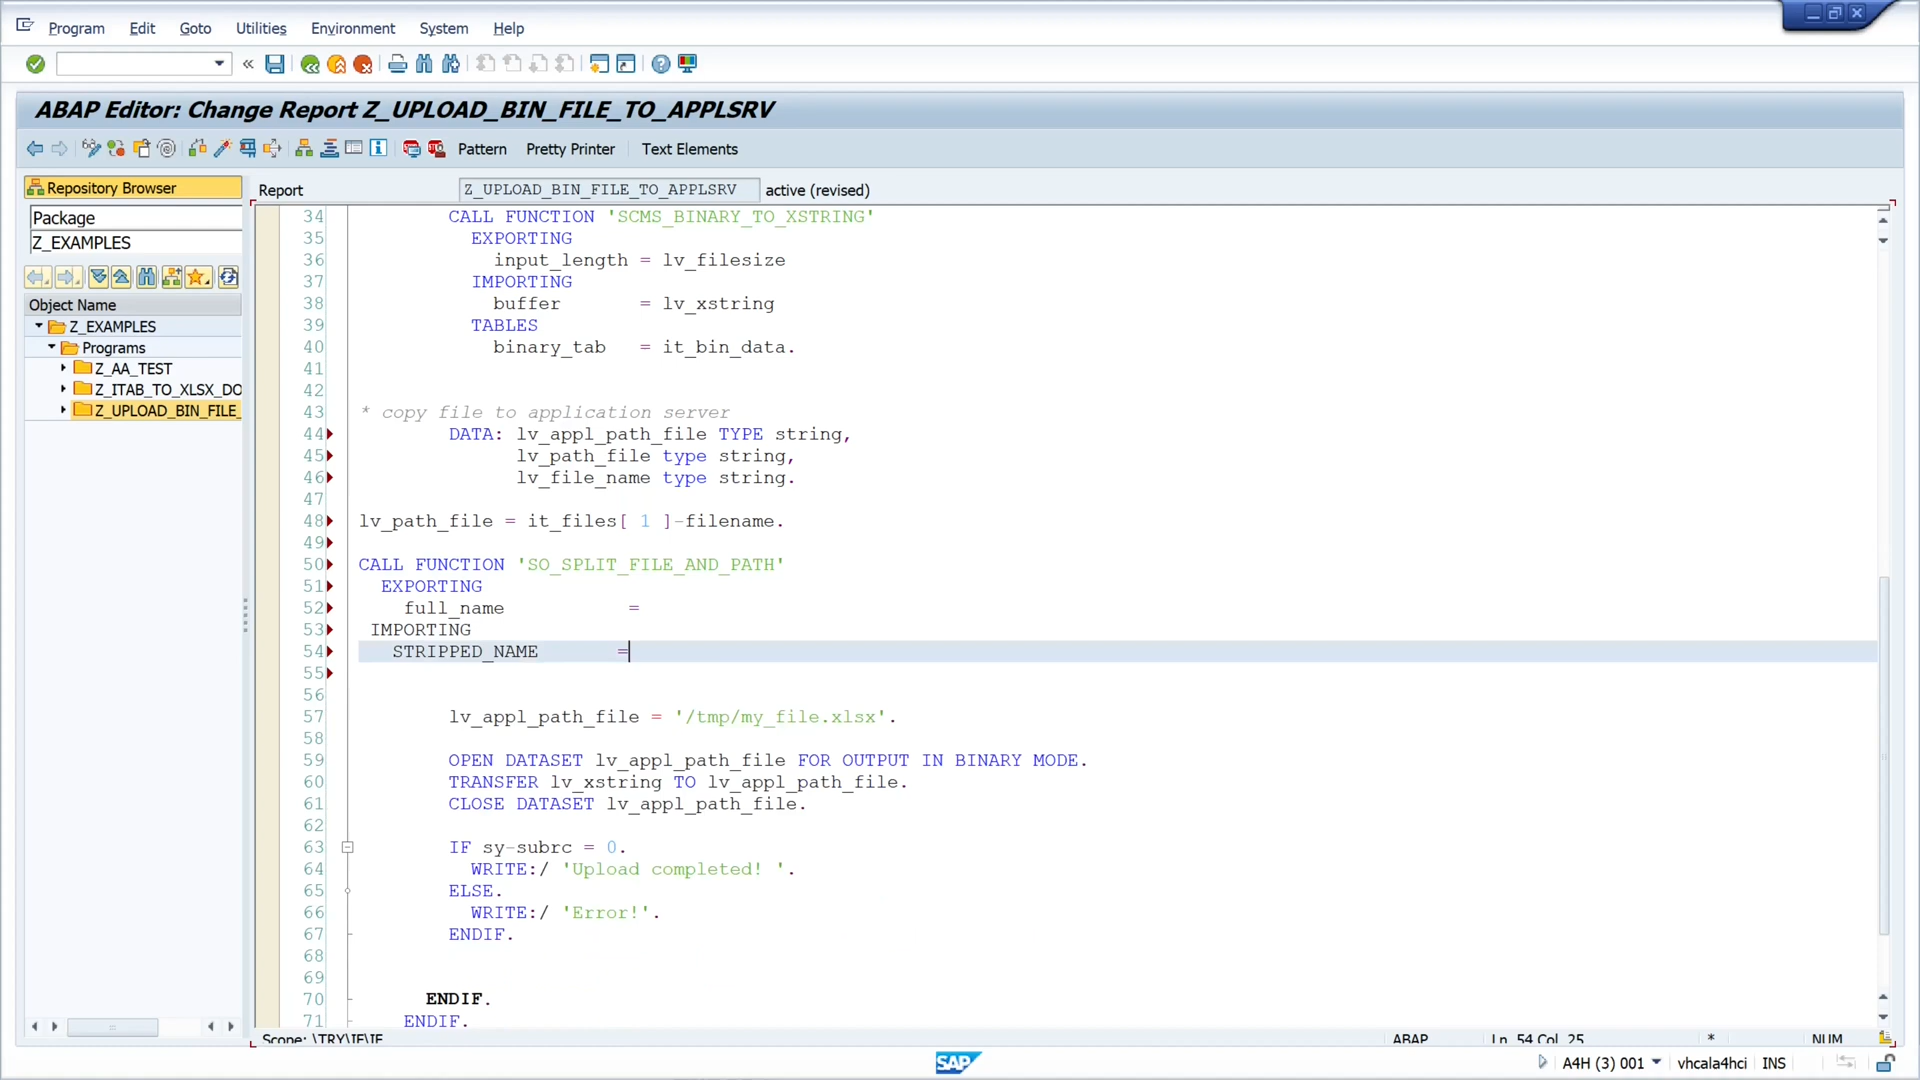 Program Edit Goto Utilities Environment System Help
ABAP Editor: Change Report Z_UPLOAD_BIN_FILE_TO_APPLSRV
Pattern Pretty Printer Text Elements
Repository Browser
Report Z_UPLOAD_BIN_FILE_TO_APPLSRV active (revised)
Package
Z_EXAMPLES
Object Name
Z_EXAMPLES
Programs
Z_AA_TEST
Z_ITAB_TO_XLSX_DO
Z_UPLOAD_BIN_FILE_
34 CALL FUNCTION 'SCMS_BINARY_TO_XSTRING'
35 EXPORTING
36 input_length = lv_filesize
37 IMPORTING
38 buffer = lv_xstring
39 TABLES
40 binary_tab = it_bin_data.
41
42
43 * copy file to application server
44 DATA: lv_appl_path_file TYPE string,
45 lv_path_file type string,
46 lv_file_name type string.
47
48 lv_path_file = it_files[ 1 ]-filename.
49
50 CALL FUNCTION 'SO_SPLIT_FILE_AND_PATH'
51 EXPORTING
52 full_name =
53 IMPORTING
54 STRIPPED_NAME =
55
56
57 lv_appl_path_file = '/tmp/my_file.xlsx'.
58
59 OPEN DATASET lv_appl_path_file FOR OUTPUT IN BINARY MODE.
60 TRANSFER lv_xstring TO lv_appl_path_file.
61 CLOSE DATASET lv_appl_path_file.
62
63 IF sy-subrc = 0.
64 WRITE:/ 'Upload completed! '.
65 ELSE.
66 WRITE:/ 'Error!'.
67 ENDIF.
68
69
70 ENDIF.
71 ENDIF.
Scope: \TRY\IF\IF ABAP Ln 54 Col 25 * NUM
SAP A4H (3) 001 vhcala4hci INS